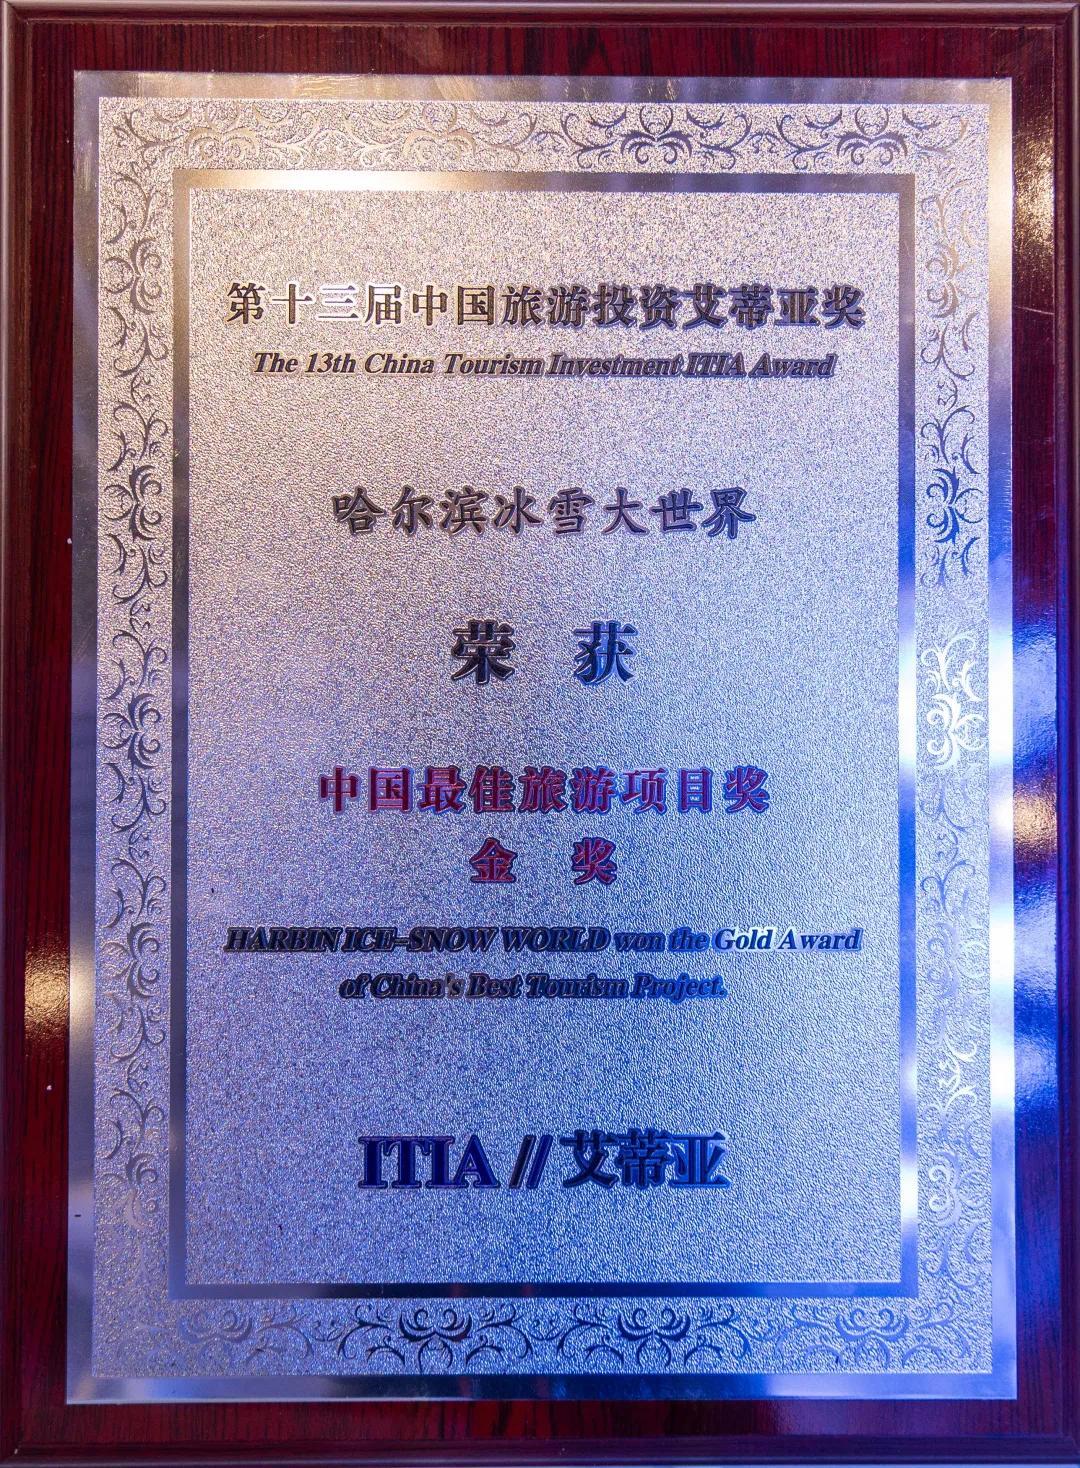 第十三届中国旅游投资艾蒂亚奖
The 13th China Tourism Investment ITIA Award
哈尔滨冰雪大世界
荣 获
中国最佳旅游项目奖
金 奖
HARBIN ICE-SNOW WORLD won the Gold Award
of China's Best Tourism Project.
ITIA // 艾蒂亚